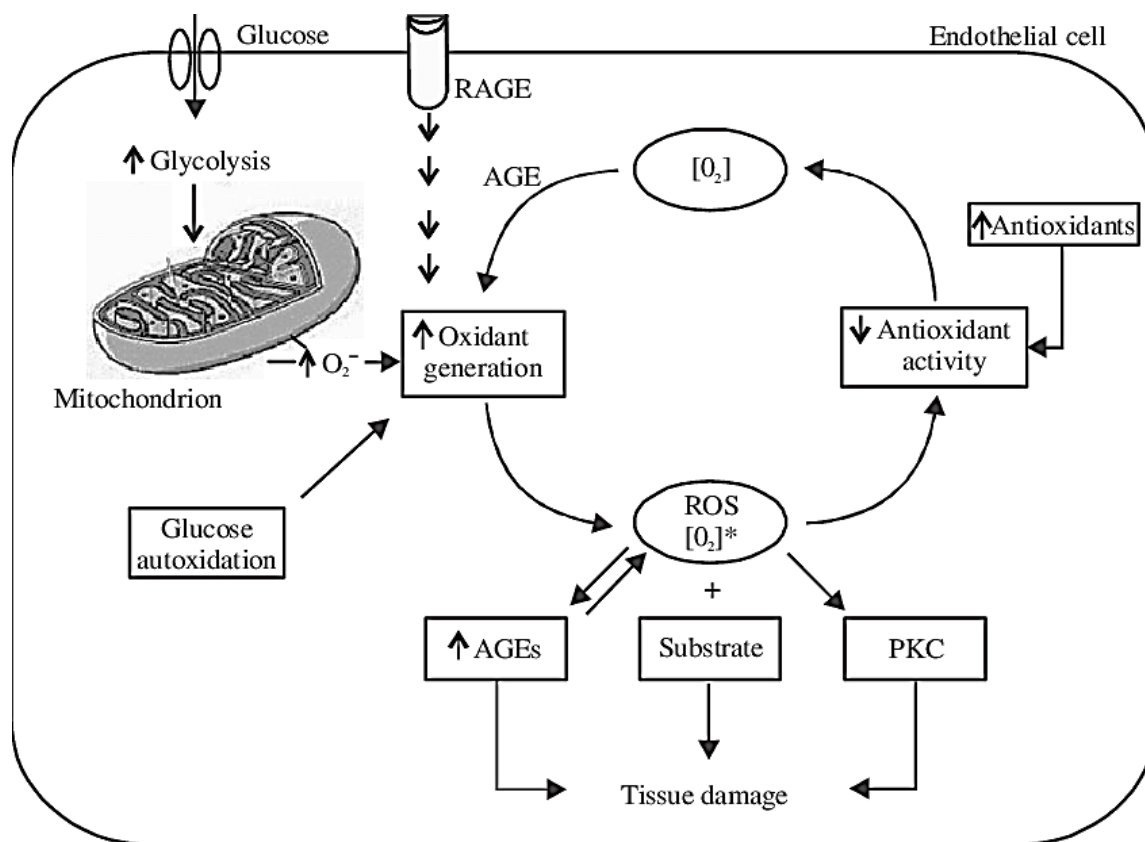 Glucose
Endothelial cell
RAGE
↑ Glycolysis
AGE
[0₂]
↑Antioxidants
↑ Oxidant
generation
↓ Antioxidant
activity
↑ O₂⁻
Mitochondrion
Glucose
autoxidation
ROS
[0₂]*
+
↑ AGEs
Substrate
PKC
Tissue damage